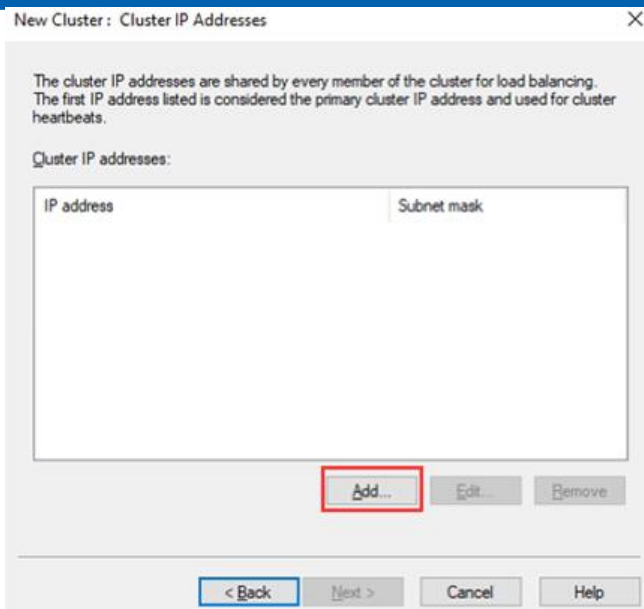 New Cluster : Cluster IP Addresses
The cluster IP addresses are shared by every member of the cluster for load balancing.
The first IP address listed is considered the primary cluster IP address and used for cluster
heartbeats.
Cluster IP addresses:
IP address Subnet mask
Add... Edit... Remove
< Back Next > Cancel Help